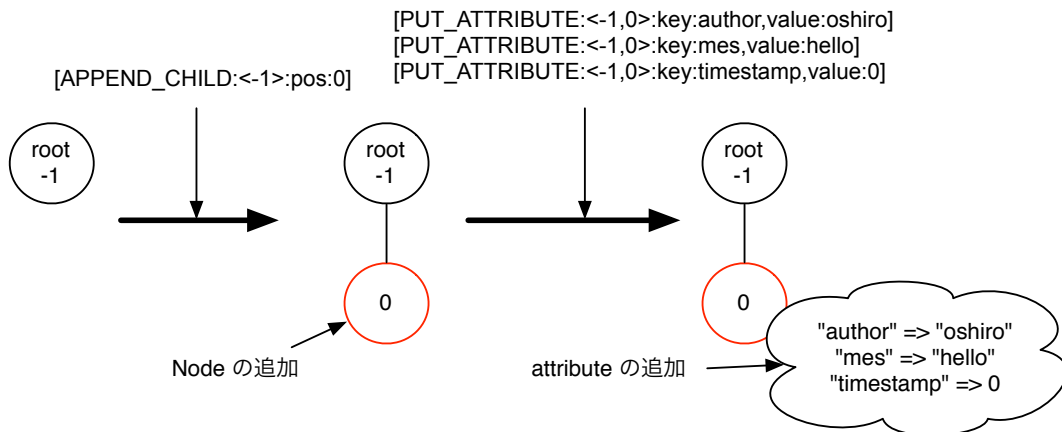 [PUT_ATTRIBUTE:<-1,0>:key:author,value:oshiro]
[PUT_ATTRIBUTE:<-1,0>:key:mes,value:hello]
[PUT_ATTRIBUTE:<-1,0>:key:timestamp,value:0]
[APPEND_CHILD:<-1>:pos:0]
root
-1
root
-1
root
-1
0
0
Node の追加
attribute の追加
"author" => "oshiro"
"mes" => "hello"
"timestamp" => 0